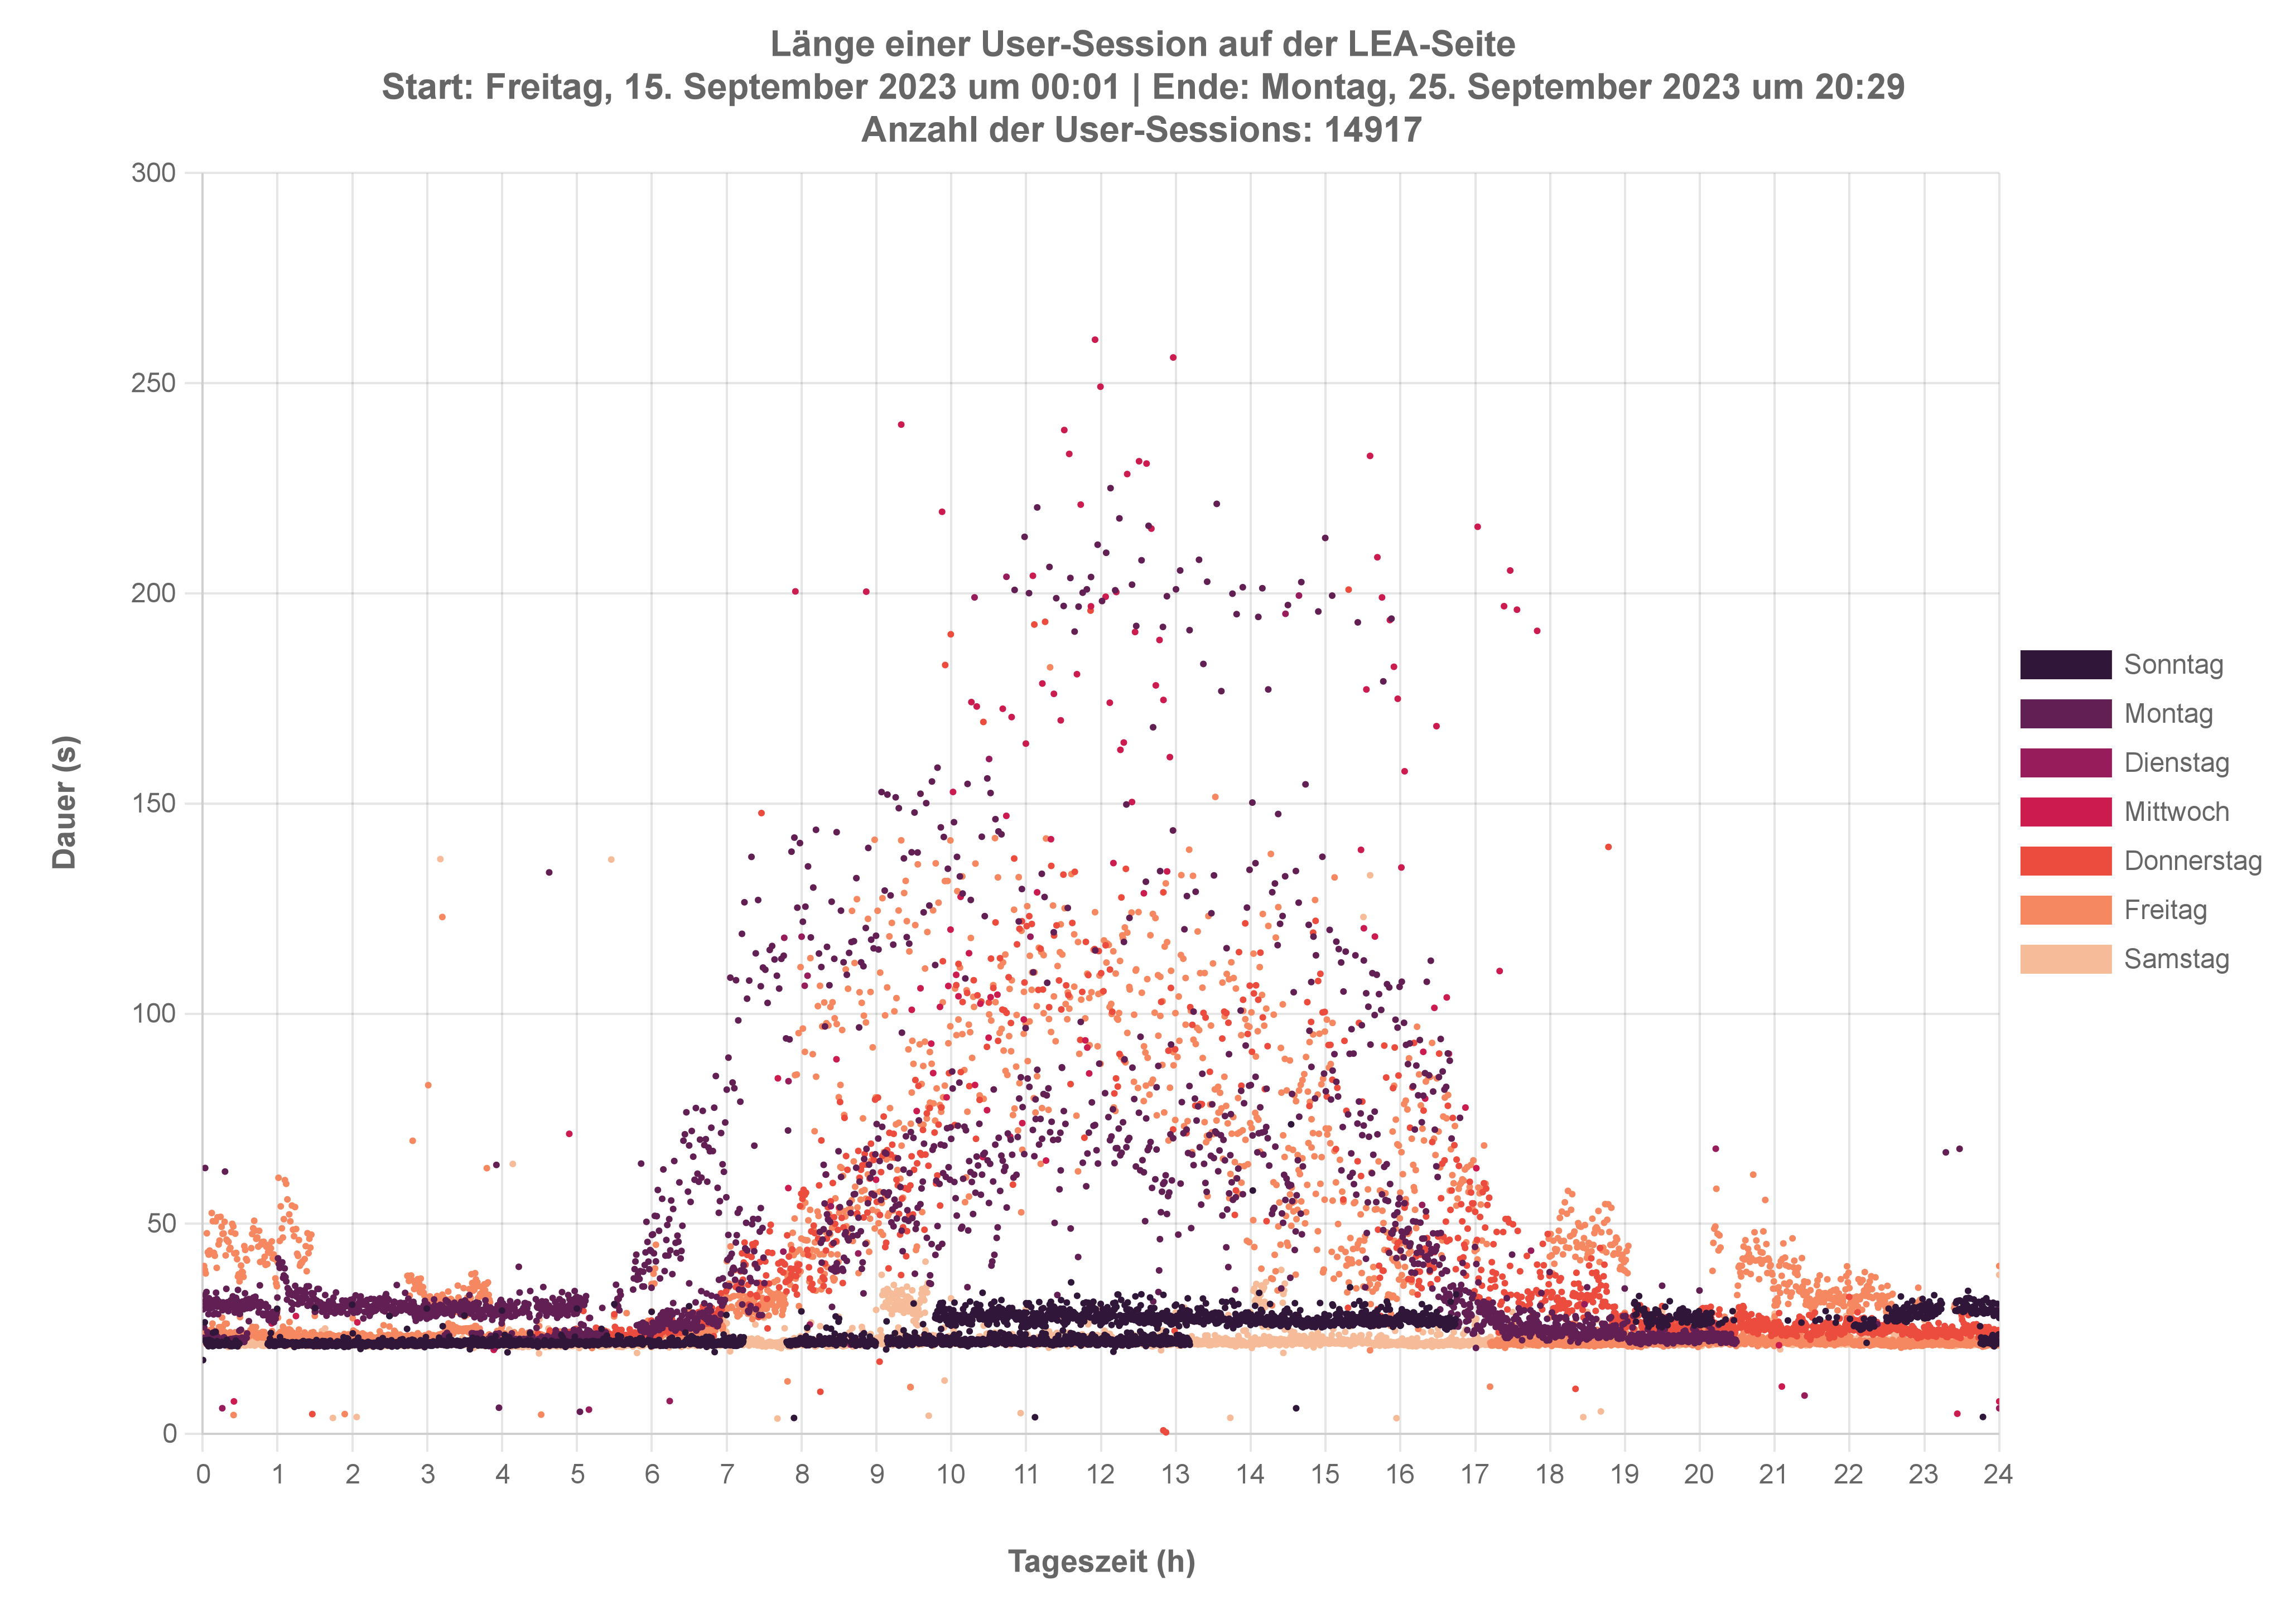 Länge einer User-Session auf der LEA-Seite
Start: Freitag, 15. September 2023 um 00:01 | Ende: Montag, 25. September 2023 um 20:29
Anzahl der User-Sessions: 14917
300
250
200
150
100
50
0
Dauer (s)
0 1 2 3 4 5 6 7 8 9 10 11 12 13 14 15 16 17 18 19 20 21 22 23 24
Tageszeit (h)
Sonntag
Montag
Dienstag
Mittwoch
Donnerstag
Freitag
Samstag